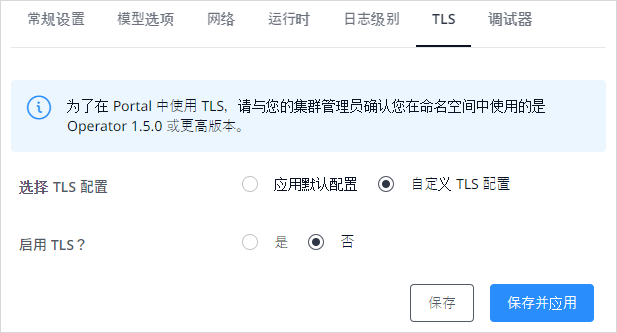 常规设置 模型选项 网络 运行时 日志级别 TLS 调试器
为了在 Portal 中使用 TLS，请与您的集群管理员确认您在命名空间中使用的是
Operator 1.5.0 或更高版本。
选择 TLS 配置 应用默认配置 自定义 TLS 配置
启用 TLS？ 是 否
保存 保存并应用